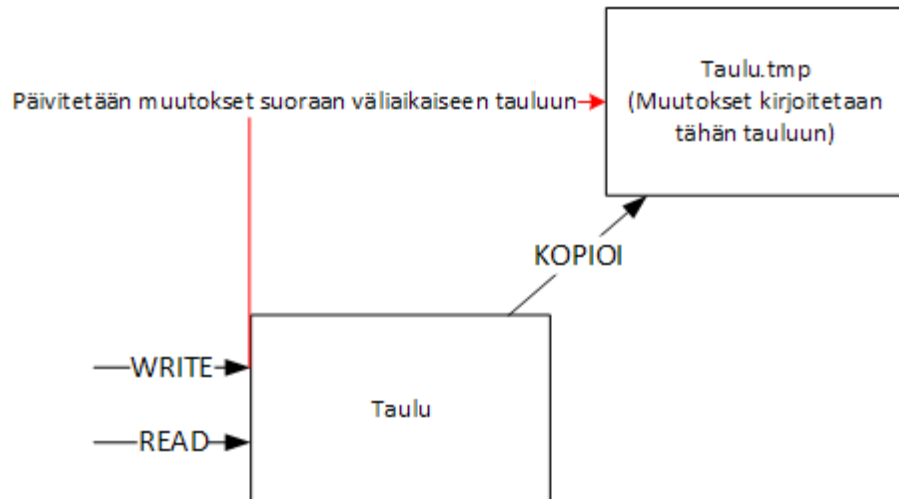 Taulu.tmp
Päivitetään muutokset suoraan väliaikaiseen tauluun
(Muutokset kirjoitetaan
tähän tauluun)
KOPIOI
WRITE
Taulu
READ